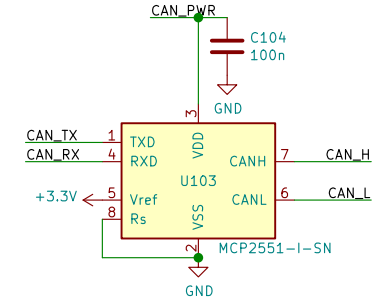 CAN_PWR
C104
100n
GND
3
CAN_TX 1 TXD VDD
CAN_RX 4 RXD CANH 7 CAN_H
U103
+3.3V 5 Vref CANL 6 CAN_L
8 Rs VSS
2 MCP2551-I-SN
GND